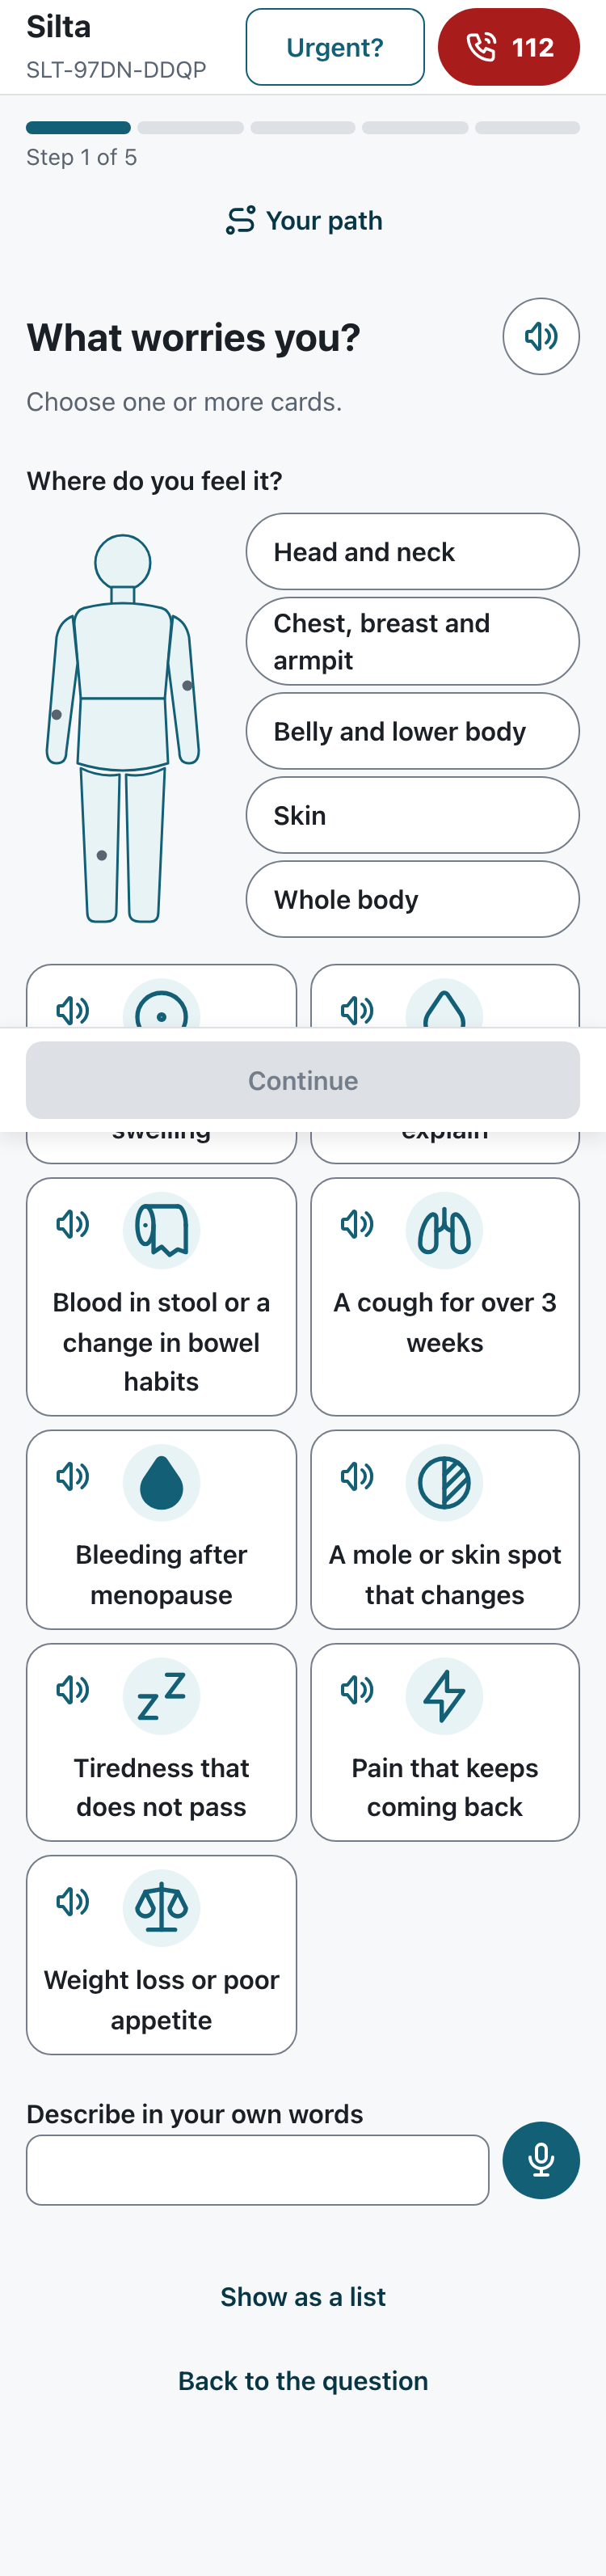 Silta
SLT-97DN-DDQP
Urgent?
112
Step 1 of 5
Your path
What worries you?
Choose one or more cards.
Where do you feel it?
Head and neck
Chest, breast and
armpit
Belly and lower body
Skin
Whole body
Continue
swelling
explain
Blood in stool or a
change in bowel
habits
A cough for over 3
weeks
Bleeding after
menopause
A mole or skin spot
that changes
Tiredness that
does not pass
Pain that keeps
coming back
Weight loss or poor
appetite
Describe in your own words
Show as a list
Back to the question